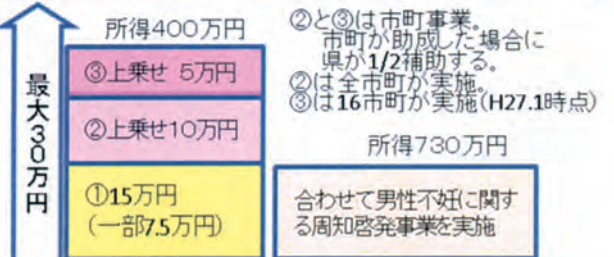 最大30万円
所得400万円
③上乗せ 5万円
②上乗せ10万円
①15万円
(一部7.5万円)
②と③は市町事業。
市町が助成した場合に
県が1/2補助する。
②は全市町が実施。
③は16市町が実施(H27.1時点)
所得730万円
合わせて男性不妊に関す
る周知啓発事業を実施